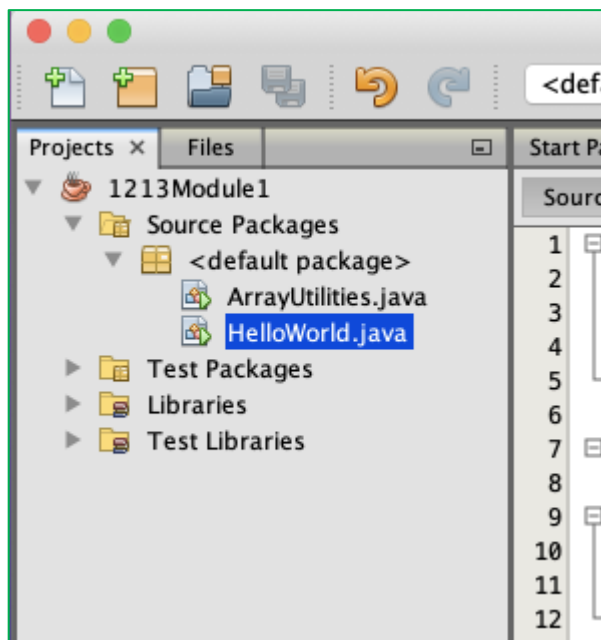 <def
Projects × Files
Start Pa
1213Module1
Sourc
Source Packages
<default package>
ArrayUtilities.java
HelloWorld.java
Test Packages
Libraries
Test Libraries
1
2
3
4
5
6
7
8
9
10
11
12